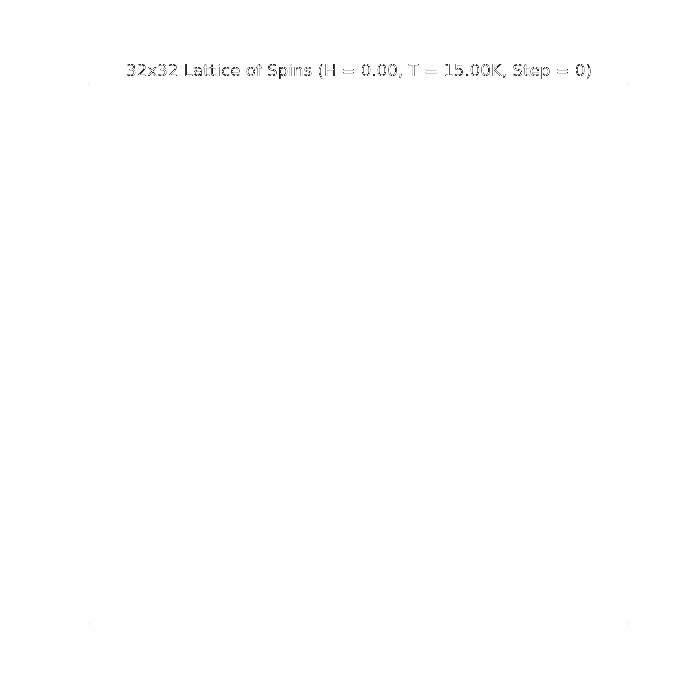 32x32 Lattice of Spins (H = 0.00, T = 15.00K, Step = 0)